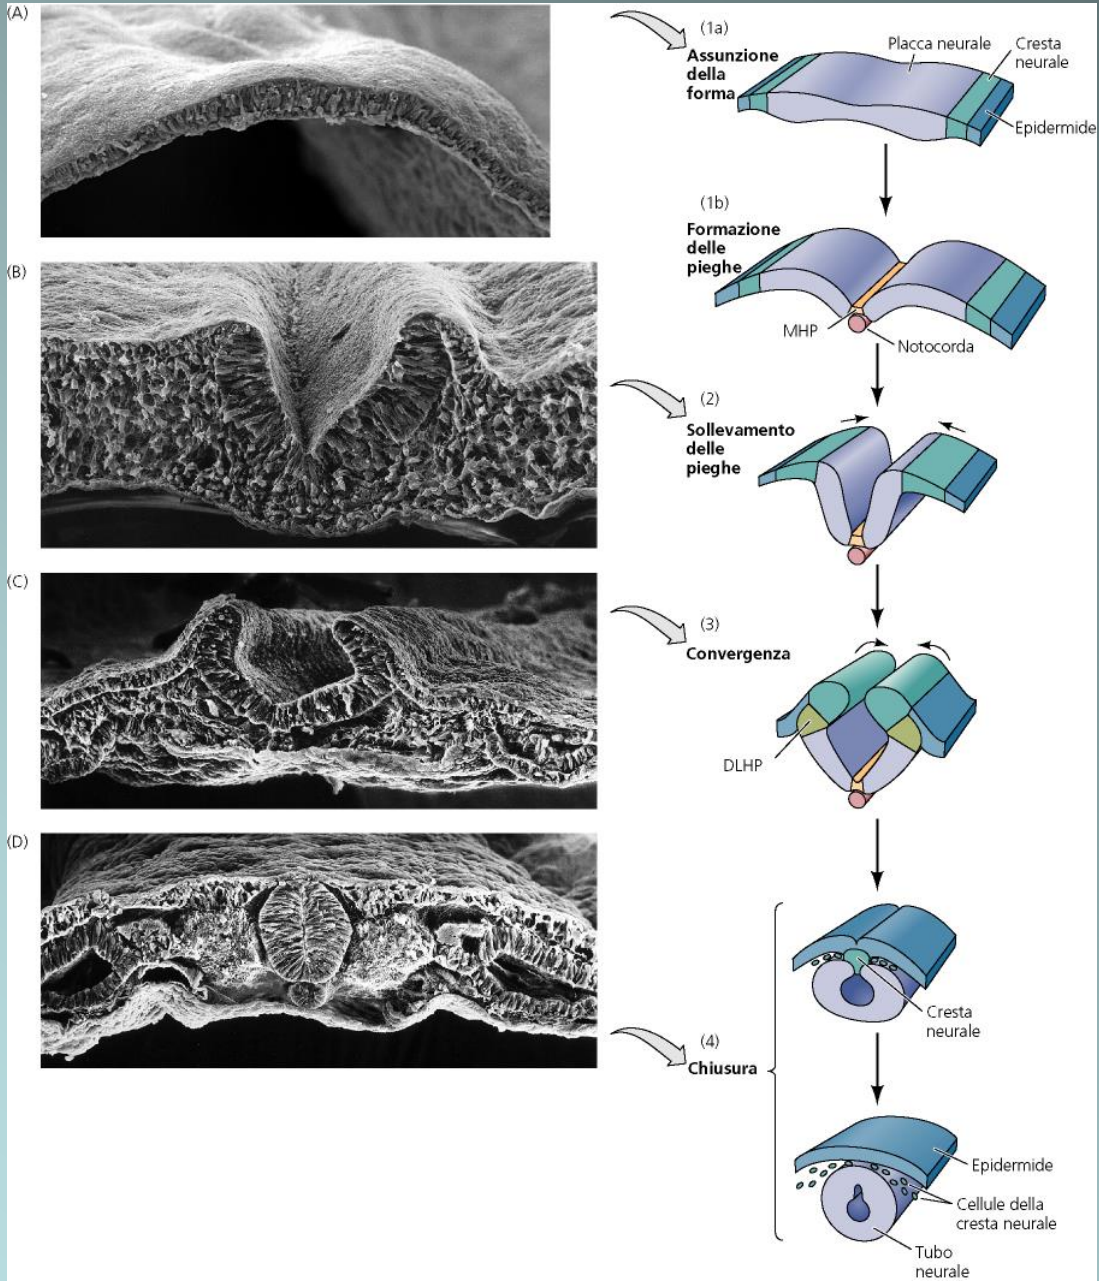 (A)
(1a)
Assunzione
della
forma
Placca neurale
Cresta
neurale
Epidermide
(1b)
Formazione
delle
pieghe
MHP
Notocorda
(B)
(2)
Sollevamento
delle
pieghe
(C)
(3)
Convergenza
DLHP
(D)
Cresta
neurale
(4)
Chiusura
Epidermide
Cellule della
cresta neurale
Tubo
neurale